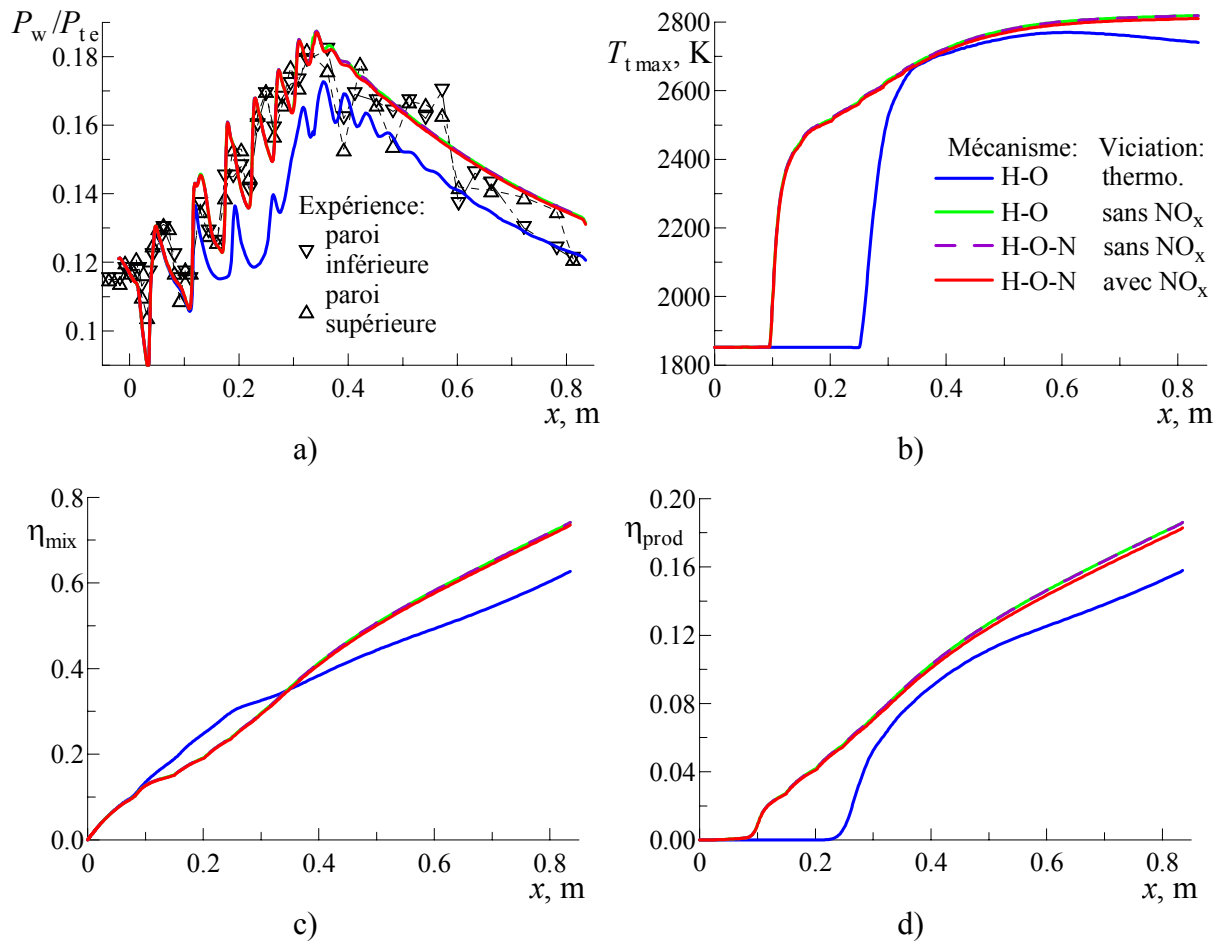 P_w/P_te
0.18
0.16
0.14
0.12
0.1
Expérience:
paroi
inférieure
paroi
supérieure
0 0.2 0.4 0.6 0.8
x, m
a)
T_t max, K
2800
2600
2400
2200
2000
1800
Mécanisme: Viciation:
H-O thermo.
H-O sans NO_x
H-O-N sans NO_x
H-O-N avec NO_x
0 0.2 0.4 0.6 0.8
x, m
b)
η_mix
0.8
0.6
0.4
0.2
0.0
0 0.2 0.4 0.6 0.8
x, m
c)
η_prod
0.20
0.16
0.12
0.08
0.04
0.00
0 0.2 0.4 0.6 0.8
x, m
d)